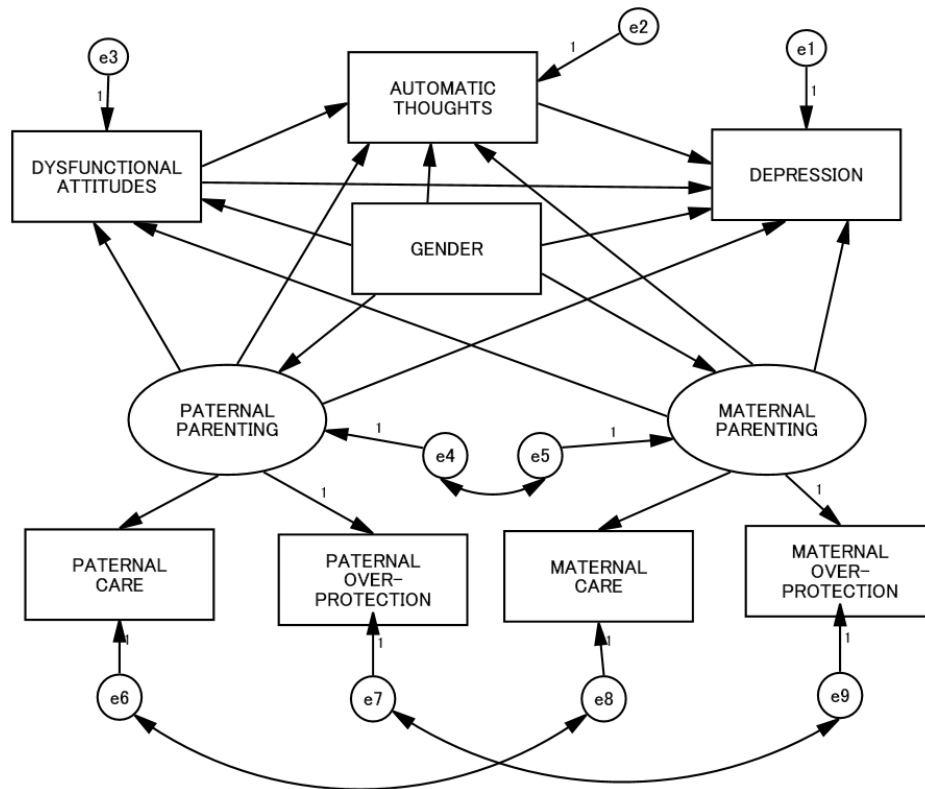 e3
1
e2
1
e1
1
AUTOMATIC
THOUGHTS
DYSFUNCTIONAL
ATTITUDES
DEPRESSION
GENDER
PATERNAL
PARENTING
1
e4
e5
1
MATERNAL
PARENTING
1
1
PATERNAL
CARE
PATERNAL
OVER-
PROTECTION
MATERNAL
CARE
MATERNAL
OVER-
PROTECTION
1
1
1
1
e6
e7
e8
e9